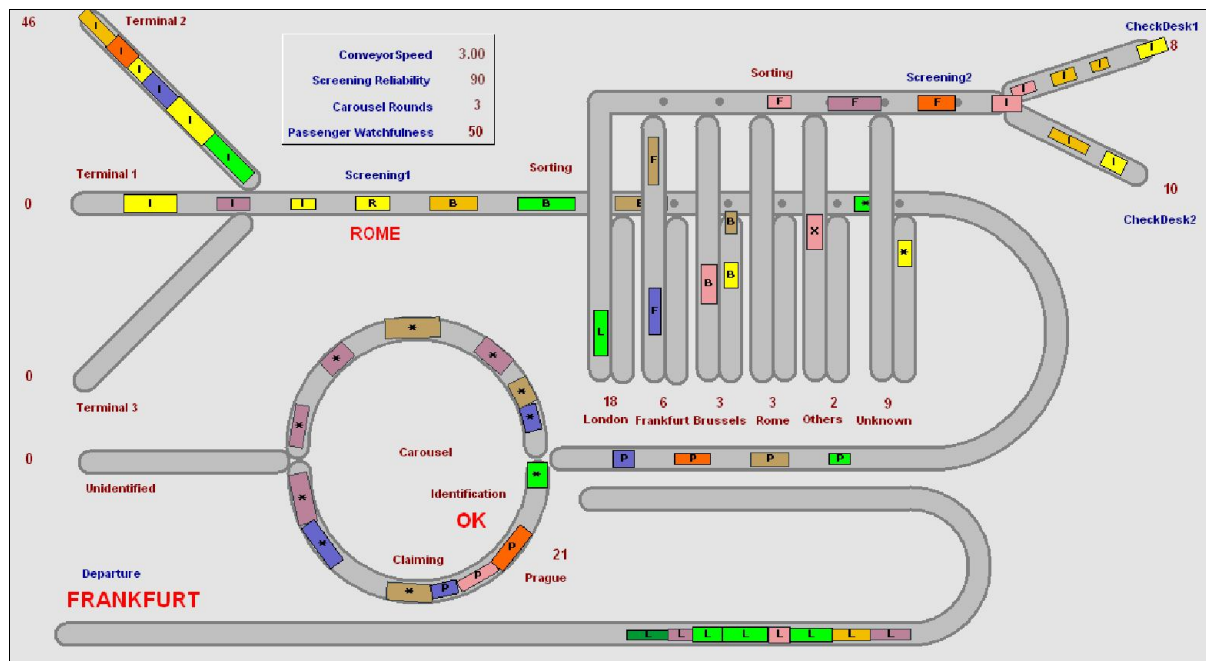 46
Terminal 2
CheckDesk1
8
ConveyorSpeed 3.00
Screening Reliability 90
Carousel Rounds 3
Passenger Watchfulness 50
Sorting
Screening2
I
I
I
I
I
I
F
F
F
I
I
I
I
I
F
I
I
Terminal 1
Screening1
Sorting
10
0
I
I
I
R
B
B
B
*
CheckDesk2
ROME
B
X
*
B
B
F
L
*
*
*
*
*
*
0
Terminal 3
18
6
3
3
2
9
London
Frankfurt
Brussels
Rome
Others
Unknown
0
Carousel
P
P
P
P
Unidentified
*
*
*
Identification
OK
Claiming
P
P
P
*
21
Prague
Departure
FRANKFURT
L
L
L
L
L
L
L
L